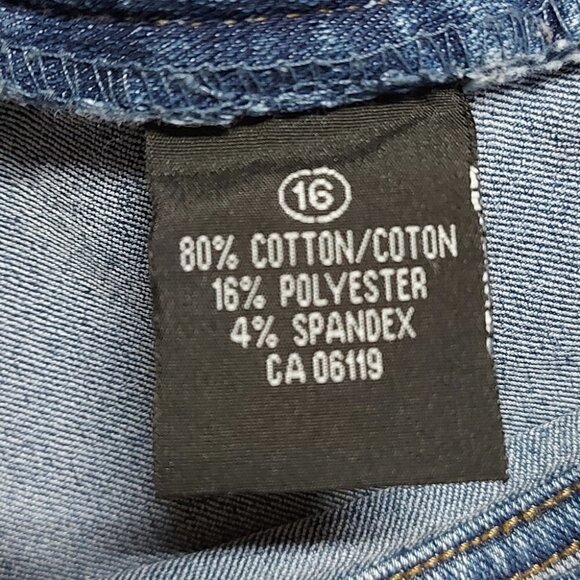 16
80% COTTON/COTON
16% POLYESTER
4% SPANDEX
CA 06119